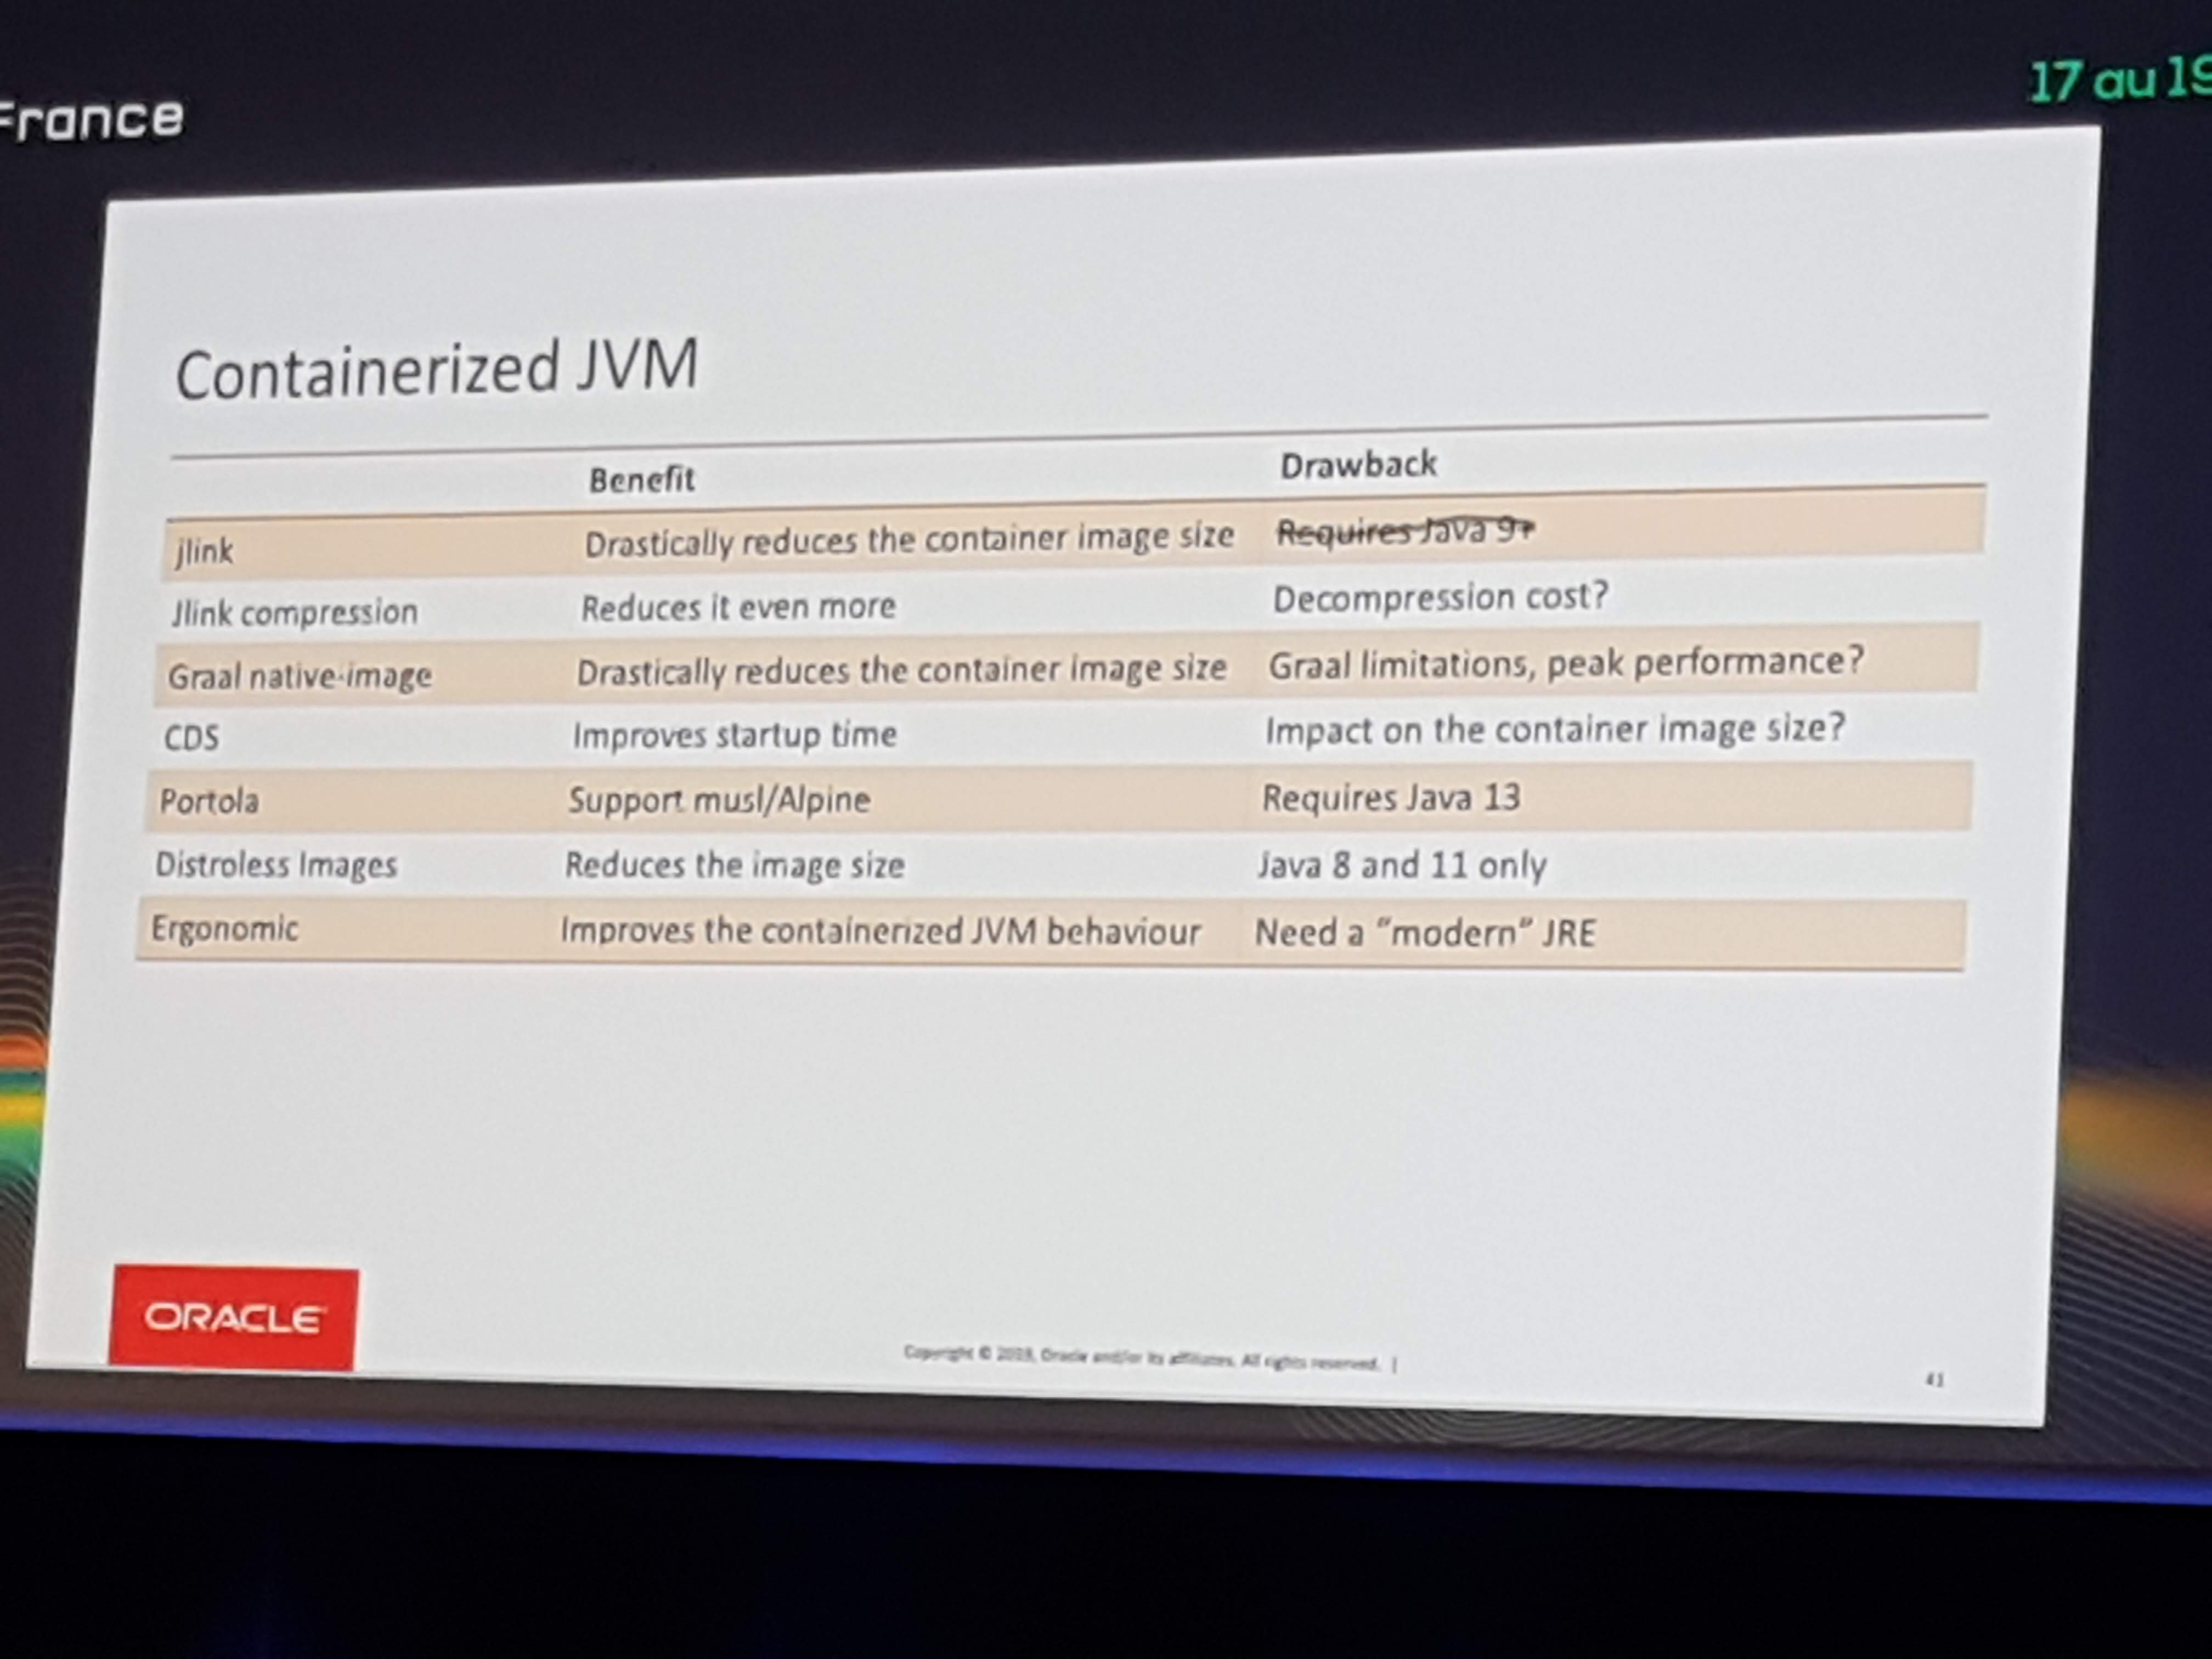 France
17 au 19
Containerized JVM
Benefit Drawback
jlink Drastically reduces the container image size Requires Java 9+
Jlink compression Reduces it even more Decompression cost?
Graal native-image Drastically reduces the container image size Graal limitations, peak performance?
CDS Improves startup time Impact on the container image size?
Portola Support musl/Alpine Requires Java 13
Distroless Images Reduces the image size Java 8 and 11 only
Ergonomic Improves the containerized JVM behaviour Need a “modern” JRE
ORACLE
Copyright © 2019, Oracle and/or its affiliates. All rights reserved. |
41